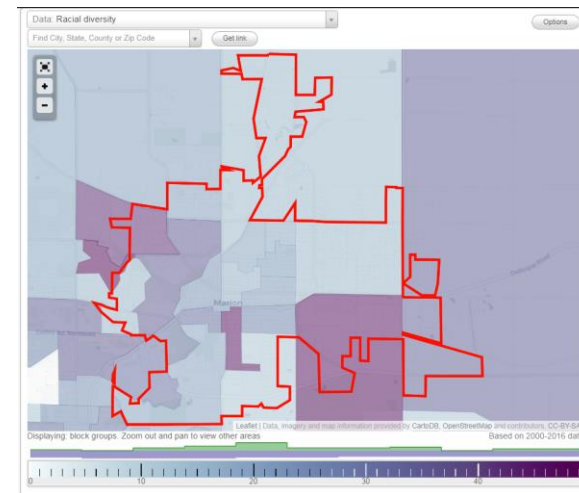 Data: Racial diversity
Options
Find City, State, County or Zip Code
Get link
+
−
Marion
Leaflet | Data, imagery and map information provided by CartoDB, OpenStreetMap and contributors, CC-BY-SA
Displaying: block groups. Zoom out and pan to view other areas
Based on 2000-2016 data
0 10 20 30 40